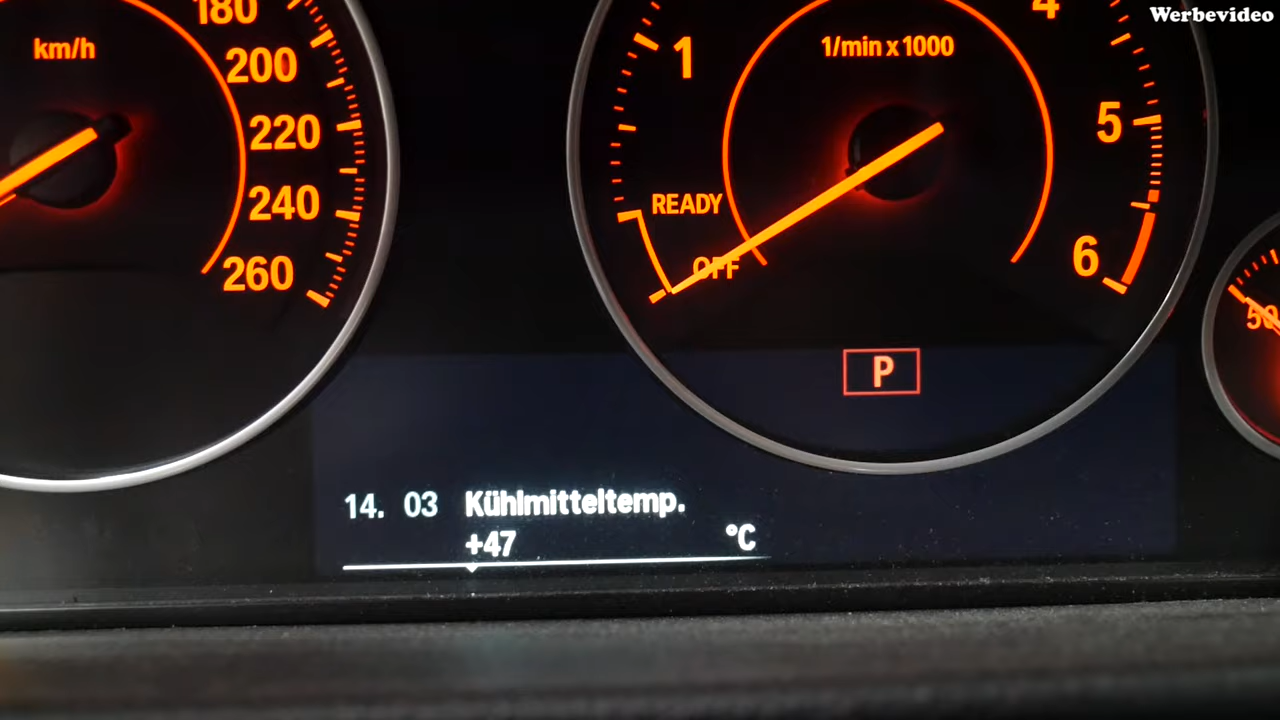 Werbevideo
180
km/h
200
220
240
260
1
1/min x 1000
4
5
READY
OFF
6
50
P
14. 03 Kühlmitteltemp.
+47 °C